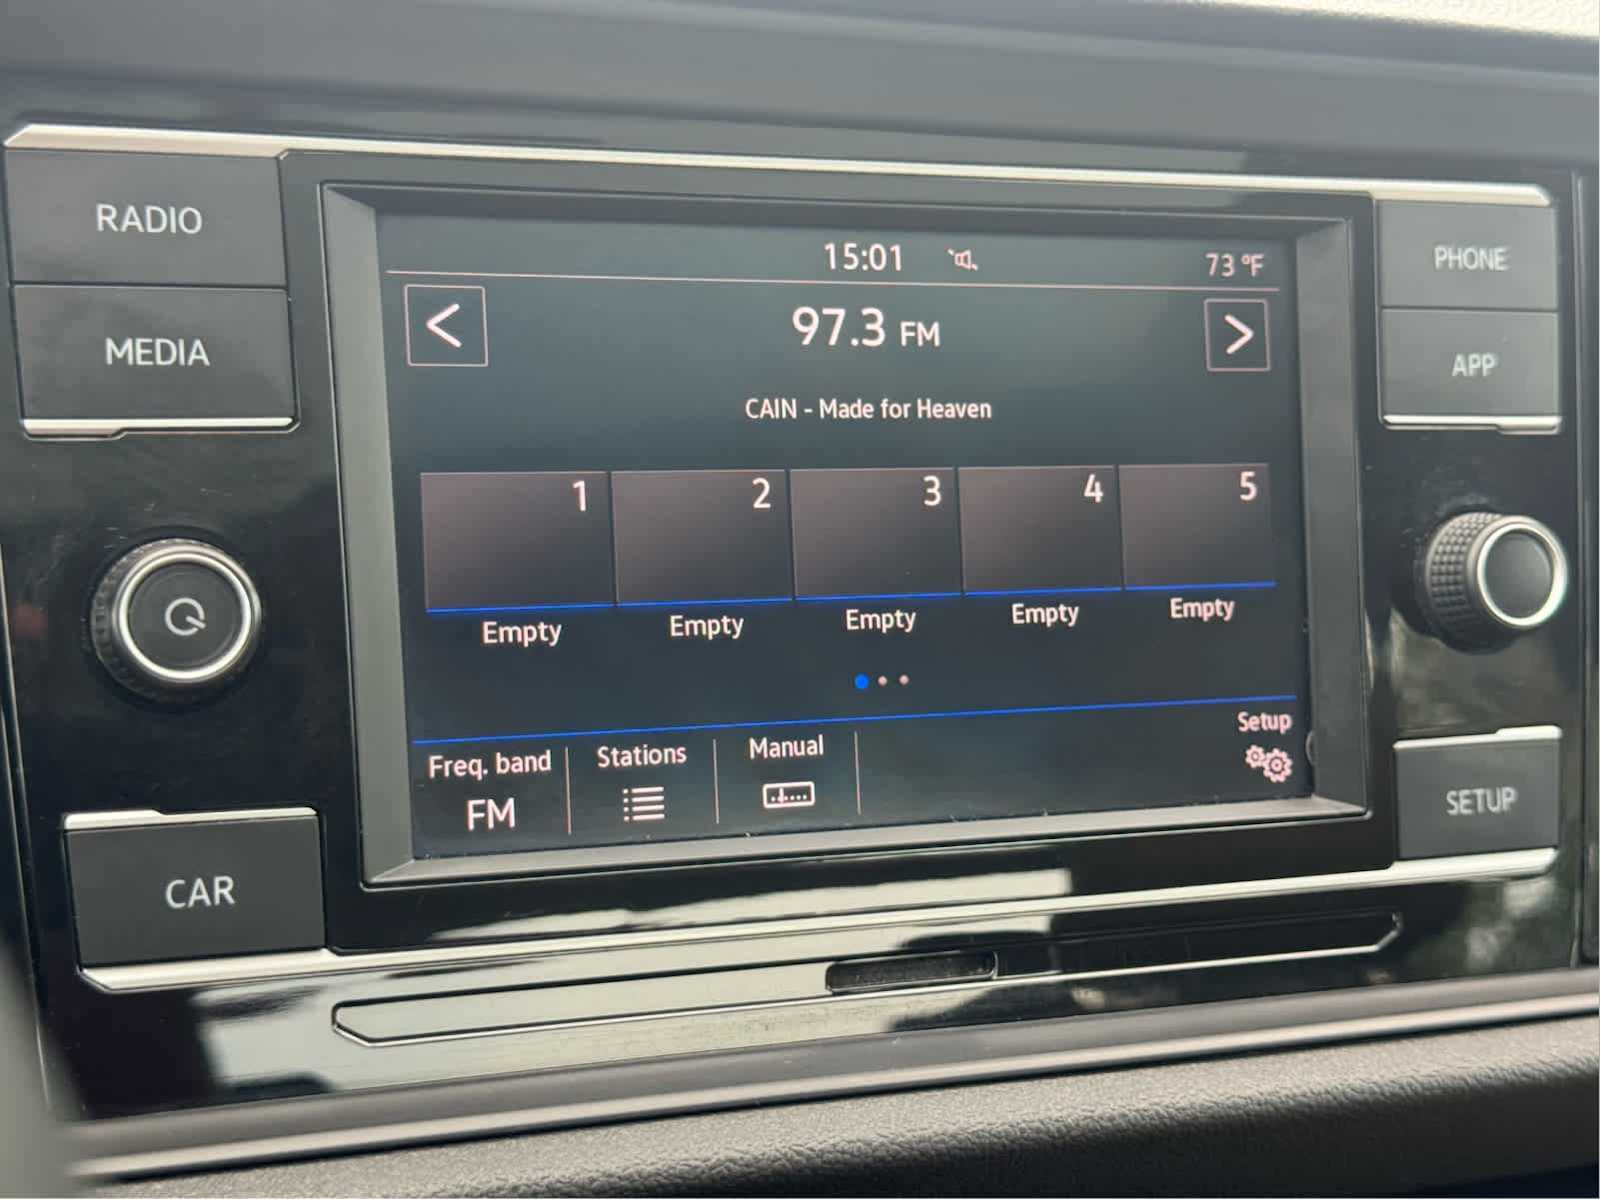 RADIO
MEDIA
CAR
15:01
73 °F
97.3 FM
CAIN - Made for Heaven
1
2
3
4
5
Empty
Empty
Empty
Empty
Empty
Freq. band
FM
Stations
Manual
Setup
PHONE
APP
SETUP